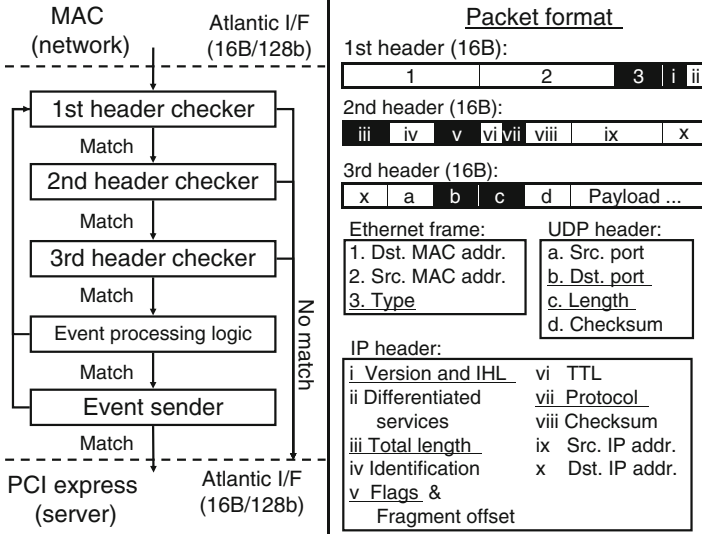 MAC
(network)
Atlantic I/F
(16B/128b)
1st header checker
Match
2nd header checker
Match
3rd header checker
Match
Event processing logic
Match
Event sender
Match
No match
PCI express
(server)
Atlantic I/F
(16B/128b)
Packet format
1st header (16B):
1 2 3 i ii
2nd header (16B):
iii iv v vi vii viii ix x
3rd header (16B):
x a b c d Payload ...
Ethernet frame:
1. Dst. MAC addr.
2. Src. MAC addr.
3. Type
UDP header:
a. Src. port
b. Dst. port
c. Length
d. Checksum
IP header:
i Version and IHL
ii Differentiated
services
iii Total length
iv Identification
v Flags &
Fragment offset
vi TTL
vii Protocol
viii Checksum
ix Src. IP addr.
x Dst. IP addr.